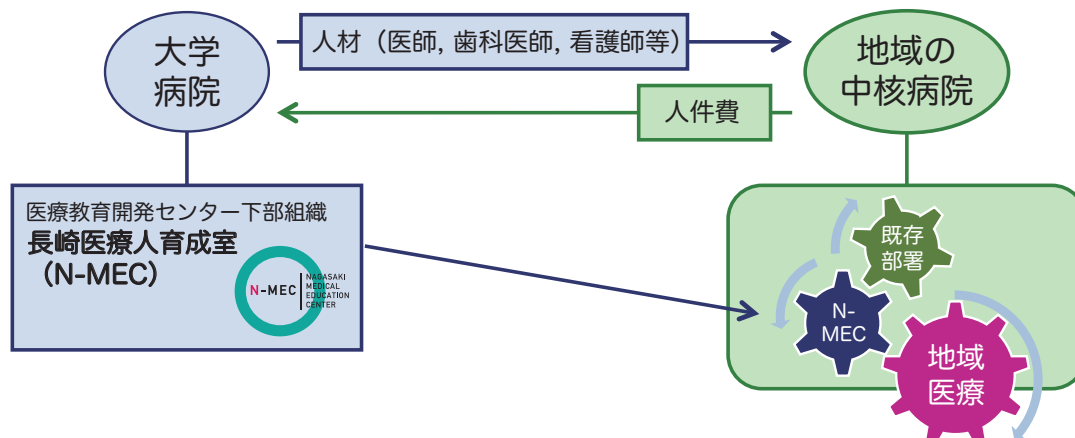 大学
病院
人材（医師, 歯科医師, 看護師等）
地域の
中核病院
人件費
医療教育開発センター下部組織
長崎医療人育成室
（N-MEC）
N-MEC
NAGASAKI
MEDICAL
EDUCATION
CENTER
既存
部署
N-
MEC
地域
医療